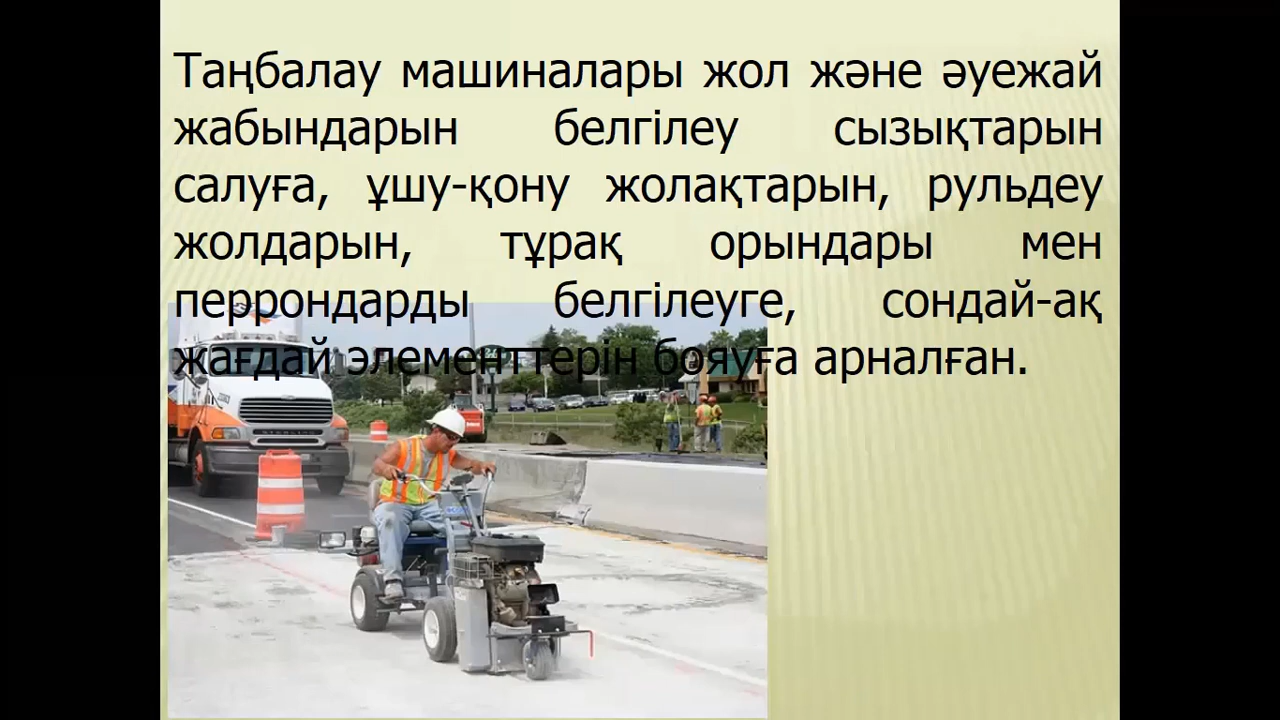 Таңбалау машиналары жол және әуежай
жабындарын белгілеу сызықтарын
салуға, ұшу-қону жолақтарын, рульдеу
жолдарын, тұрақ орындары мен
перрондарды белгілеуге, сондай-ақ
жағдай элементтерін бояуға арналған.